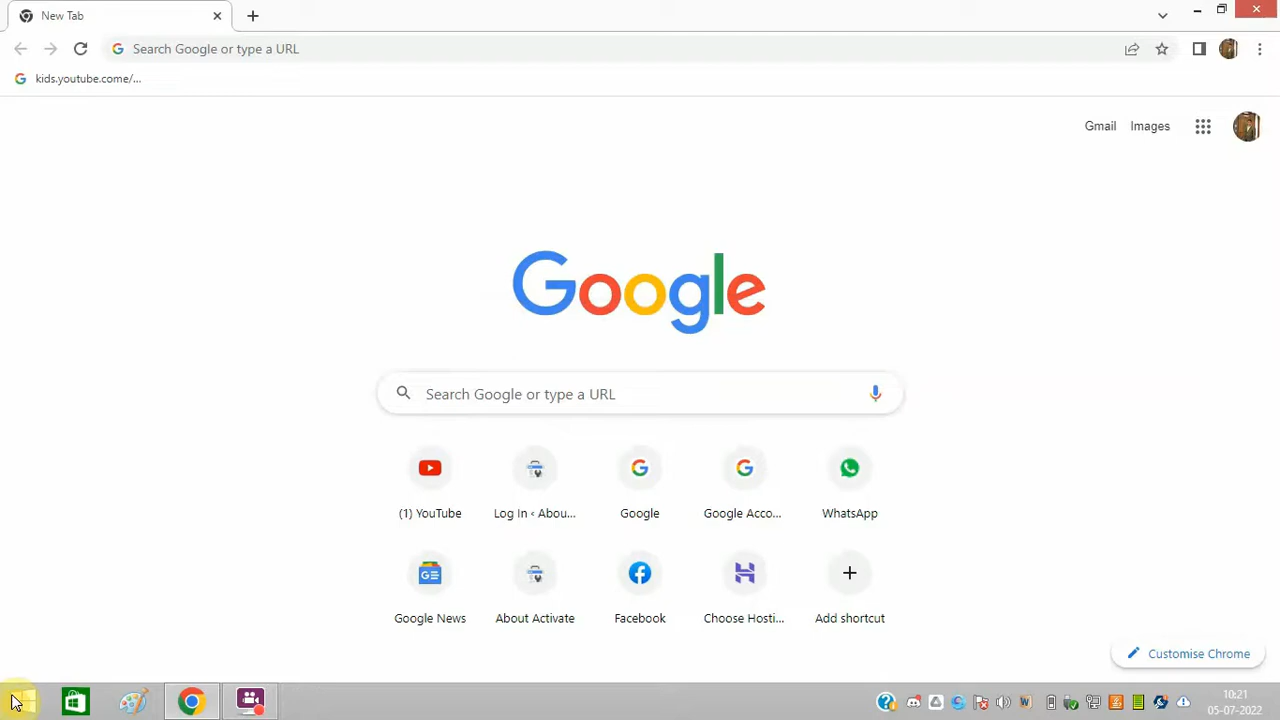 New Tab
Search Google or type a URL
kids.youtube.come/...
Gmail Images
Google
Search Google or type a URL
(1) YouTube Log In ‹ Abou... Google Google Acco... WhatsApp
Google News About Activate Facebook Choose Hosti... Add shortcut
Customise Chrome
10:21
05-07-2022